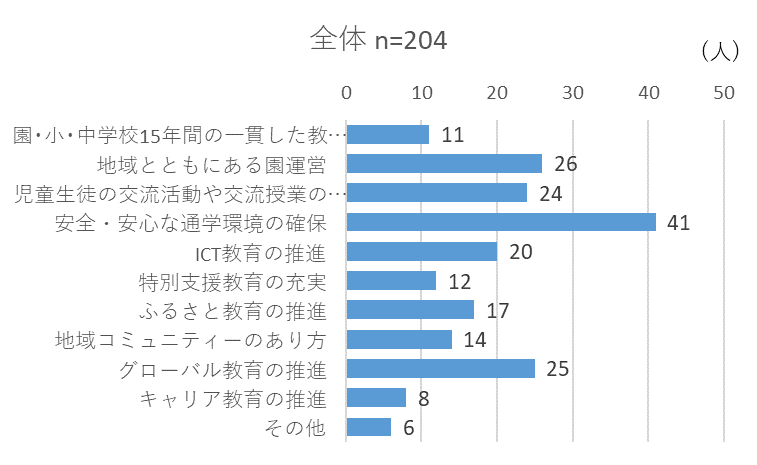 全体 n=204
（人）
0 10 20 30 40 50
園・小・中学校15年間の一貫した教… 11
地域とともにある園運営 26
児童生徒の交流活動や交流授業の… 24
安全・安心な通学環境の確保 41
ICT教育の推進 20
特別支援教育の充実 12
ふるさと教育の推進 17
地域コミュニティーのあり方 14
グローバル教育の推進 25
キャリア教育の推進 8
その他 6